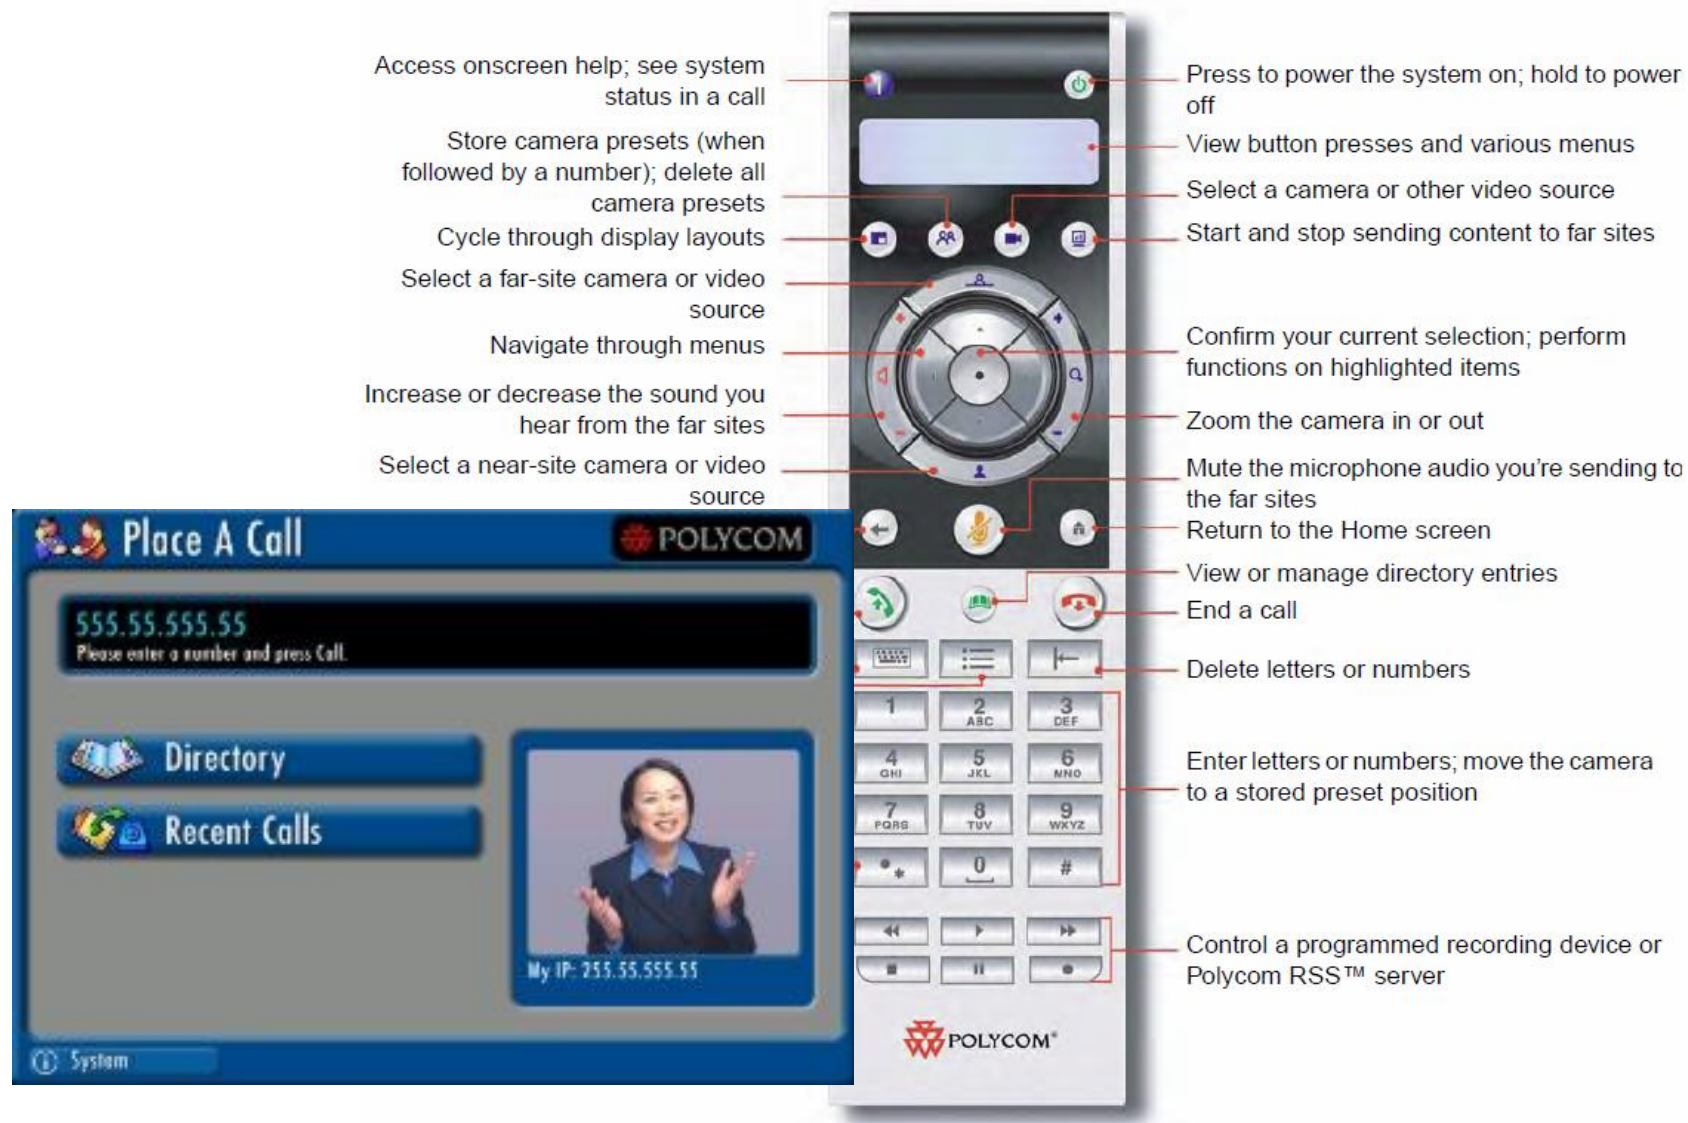 Access onscreen help; see system
status in a call
Store camera presets (when
followed by a number); delete all
camera presets
Cycle through display layouts
Select a far-site camera or video
source
Navigate through menus
Increase or decrease the sound you
hear from the far sites
Select a near-site camera or video
source
Press to power the system on; hold to power
off
View button presses and various menus
Select a camera or other video source
Start and stop sending content to far sites
Confirm your current selection; perform
functions on highlighted items
Zoom the camera in or out
Mute the microphone audio you're sending to
the far sites
Return to the Home screen
View or manage directory entries
End a call
Delete letters or numbers
Enter letters or numbers; move the camera
to a stored preset position
Control a programmed recording device or
Polycom RSS™ server
Place A Call
POLYCOM
555.55.555.55
Please enter a number and press Call.
Directory
Recent Calls
My IP: 255.55.555.55
System
1
2
ABC
3
DEF
4
GHI
5
JKL
6
MNO
7
PQRS
8
TUV
9
WXYZ
*
0
#
POLYCOM®